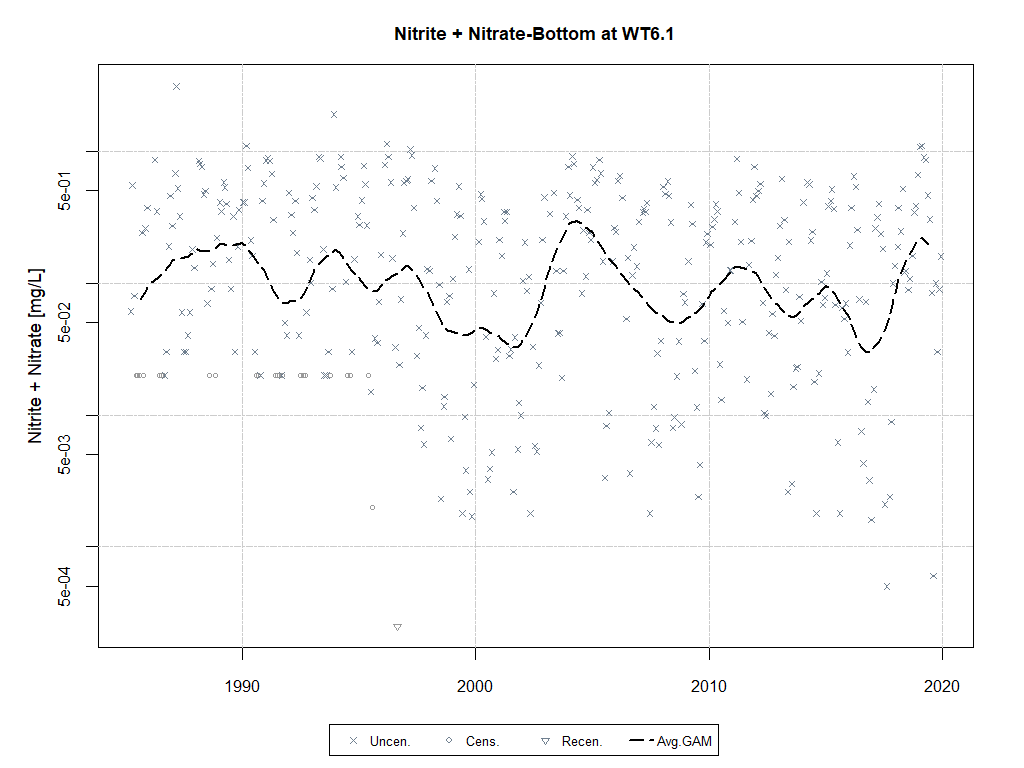 Nitrite + Nitrate-Bottom at WT6.1
Nitrite + Nitrate [mg/L]
5e-01
5e-02
5e-03
5e-04
1990 2000 2010 2020
Uncen. Cens. Recen. Avg.GAM